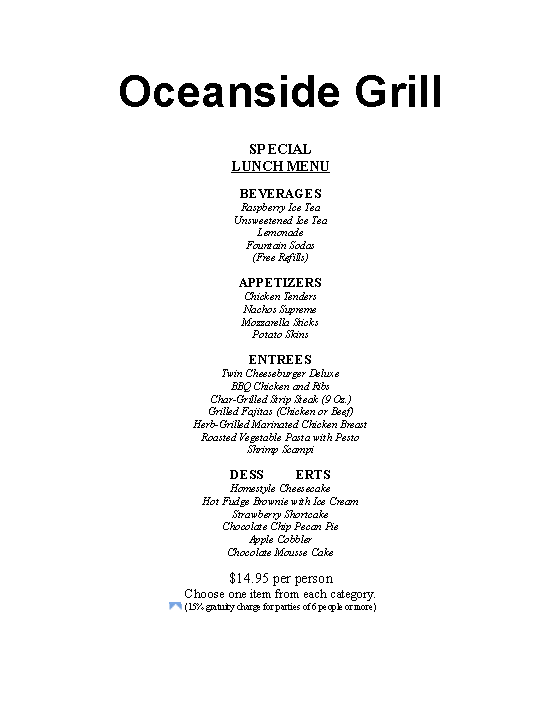 Oceanside Grill
SPECIAL
LUNCH MENU
BEVERAGES
Raspberry Ice Tea
Unsweetened Ice Tea
Lemonade
Fountain Sodas
(Free Refills)
APPETIZERS
Chicken Tenders
Nachos Supreme
Mozzarella Sticks
Potato Skins
ENTREES
Twin Cheeseburger Deluxe
BBQ Chicken and Ribs
Char-Grilled Strip Steak (9 Oz.)
Grilled Fajitas (Chicken or Beef)
Herb-Grilled Marinated Chicken Breast
Roasted Vegetable Pasta with Pesto
Shrimp Scampi
DESS ERTS
Homestyle Cheesecake
Hot Fudge Brownie with Ice Cream
Strawberry Shortcake
Chocolate Chip Pecan Pie
Apple Cobbler
Chocolate Mousse Cake
$14.95 per person
Choose one item from each category.
(15% gratuity charge for parties of 6 people or more)